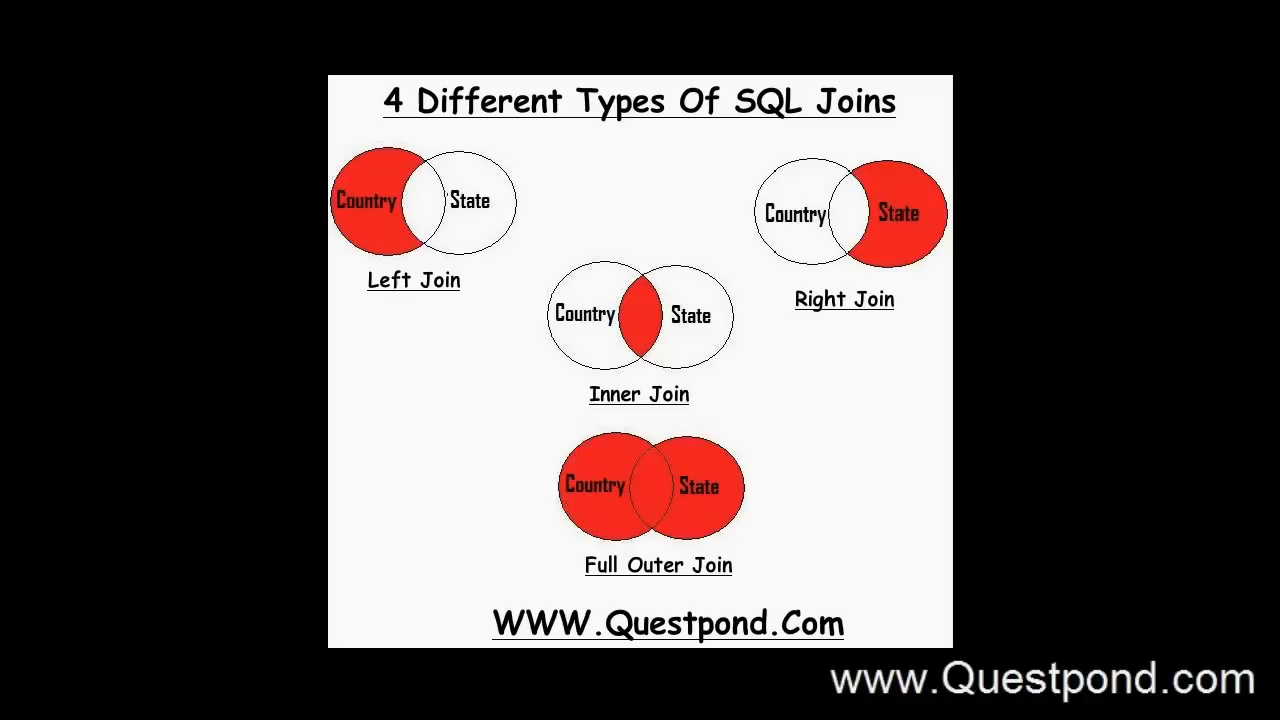 4 Different Types Of SQL Joins
Country State
Left Join
Country State
Right Join
Country State
Inner Join
Country State
Full Outer Join
WWW.Questpond.Com
www.Questpond.com